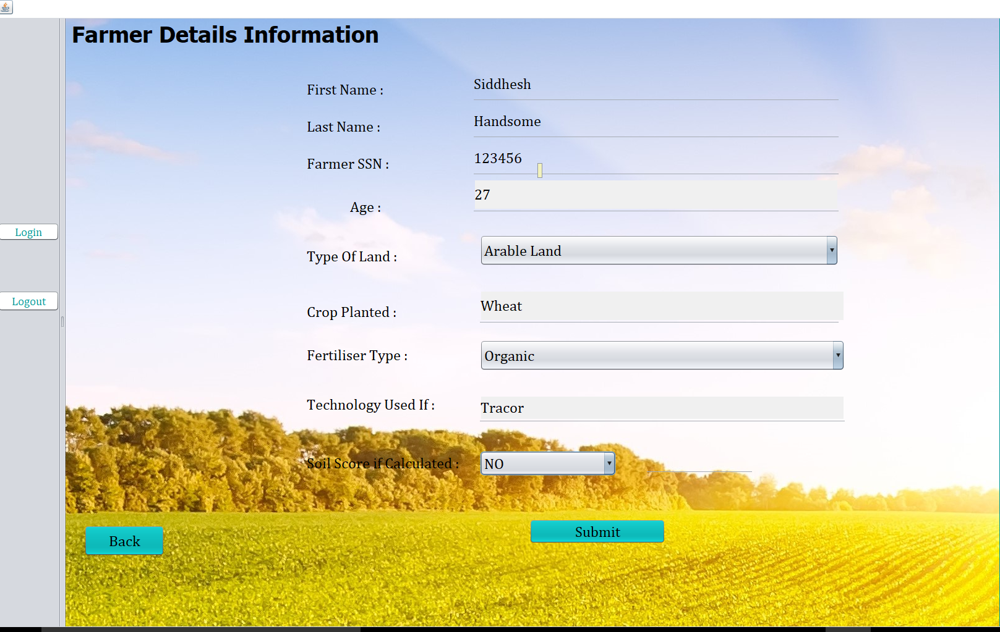 Farmer Details Information
First Name : Siddhesh
Last Name : Handsome
Farmer SSN : 123456
Age : 27
Login
Type Of Land : Arable Land
Logout
Crop Planted : Wheat
Fertiliser Type : Organic
Technology Used If : Tracor
Soil Score if Calculated : NO
Back
Submit